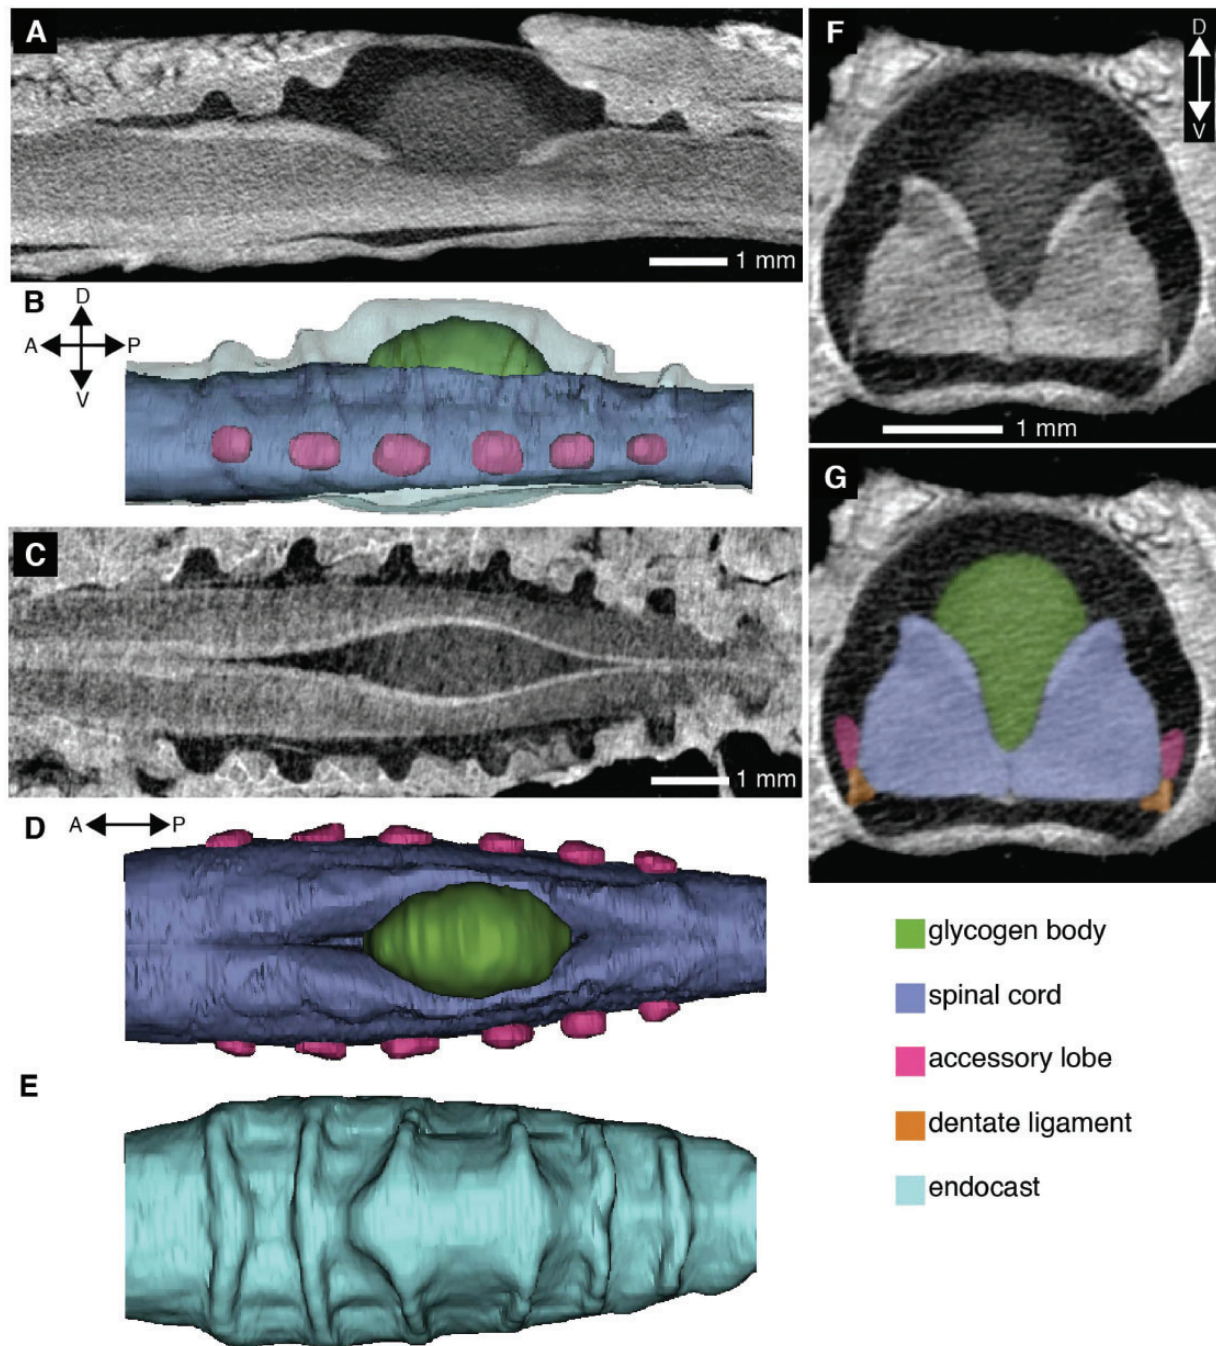 A
1 mm
B
D
A P
V
C
1 mm
D
A P
E
F
D
V
1 mm
G
glycogen body
spinal cord
accessory lobe
dentate ligament
endocast